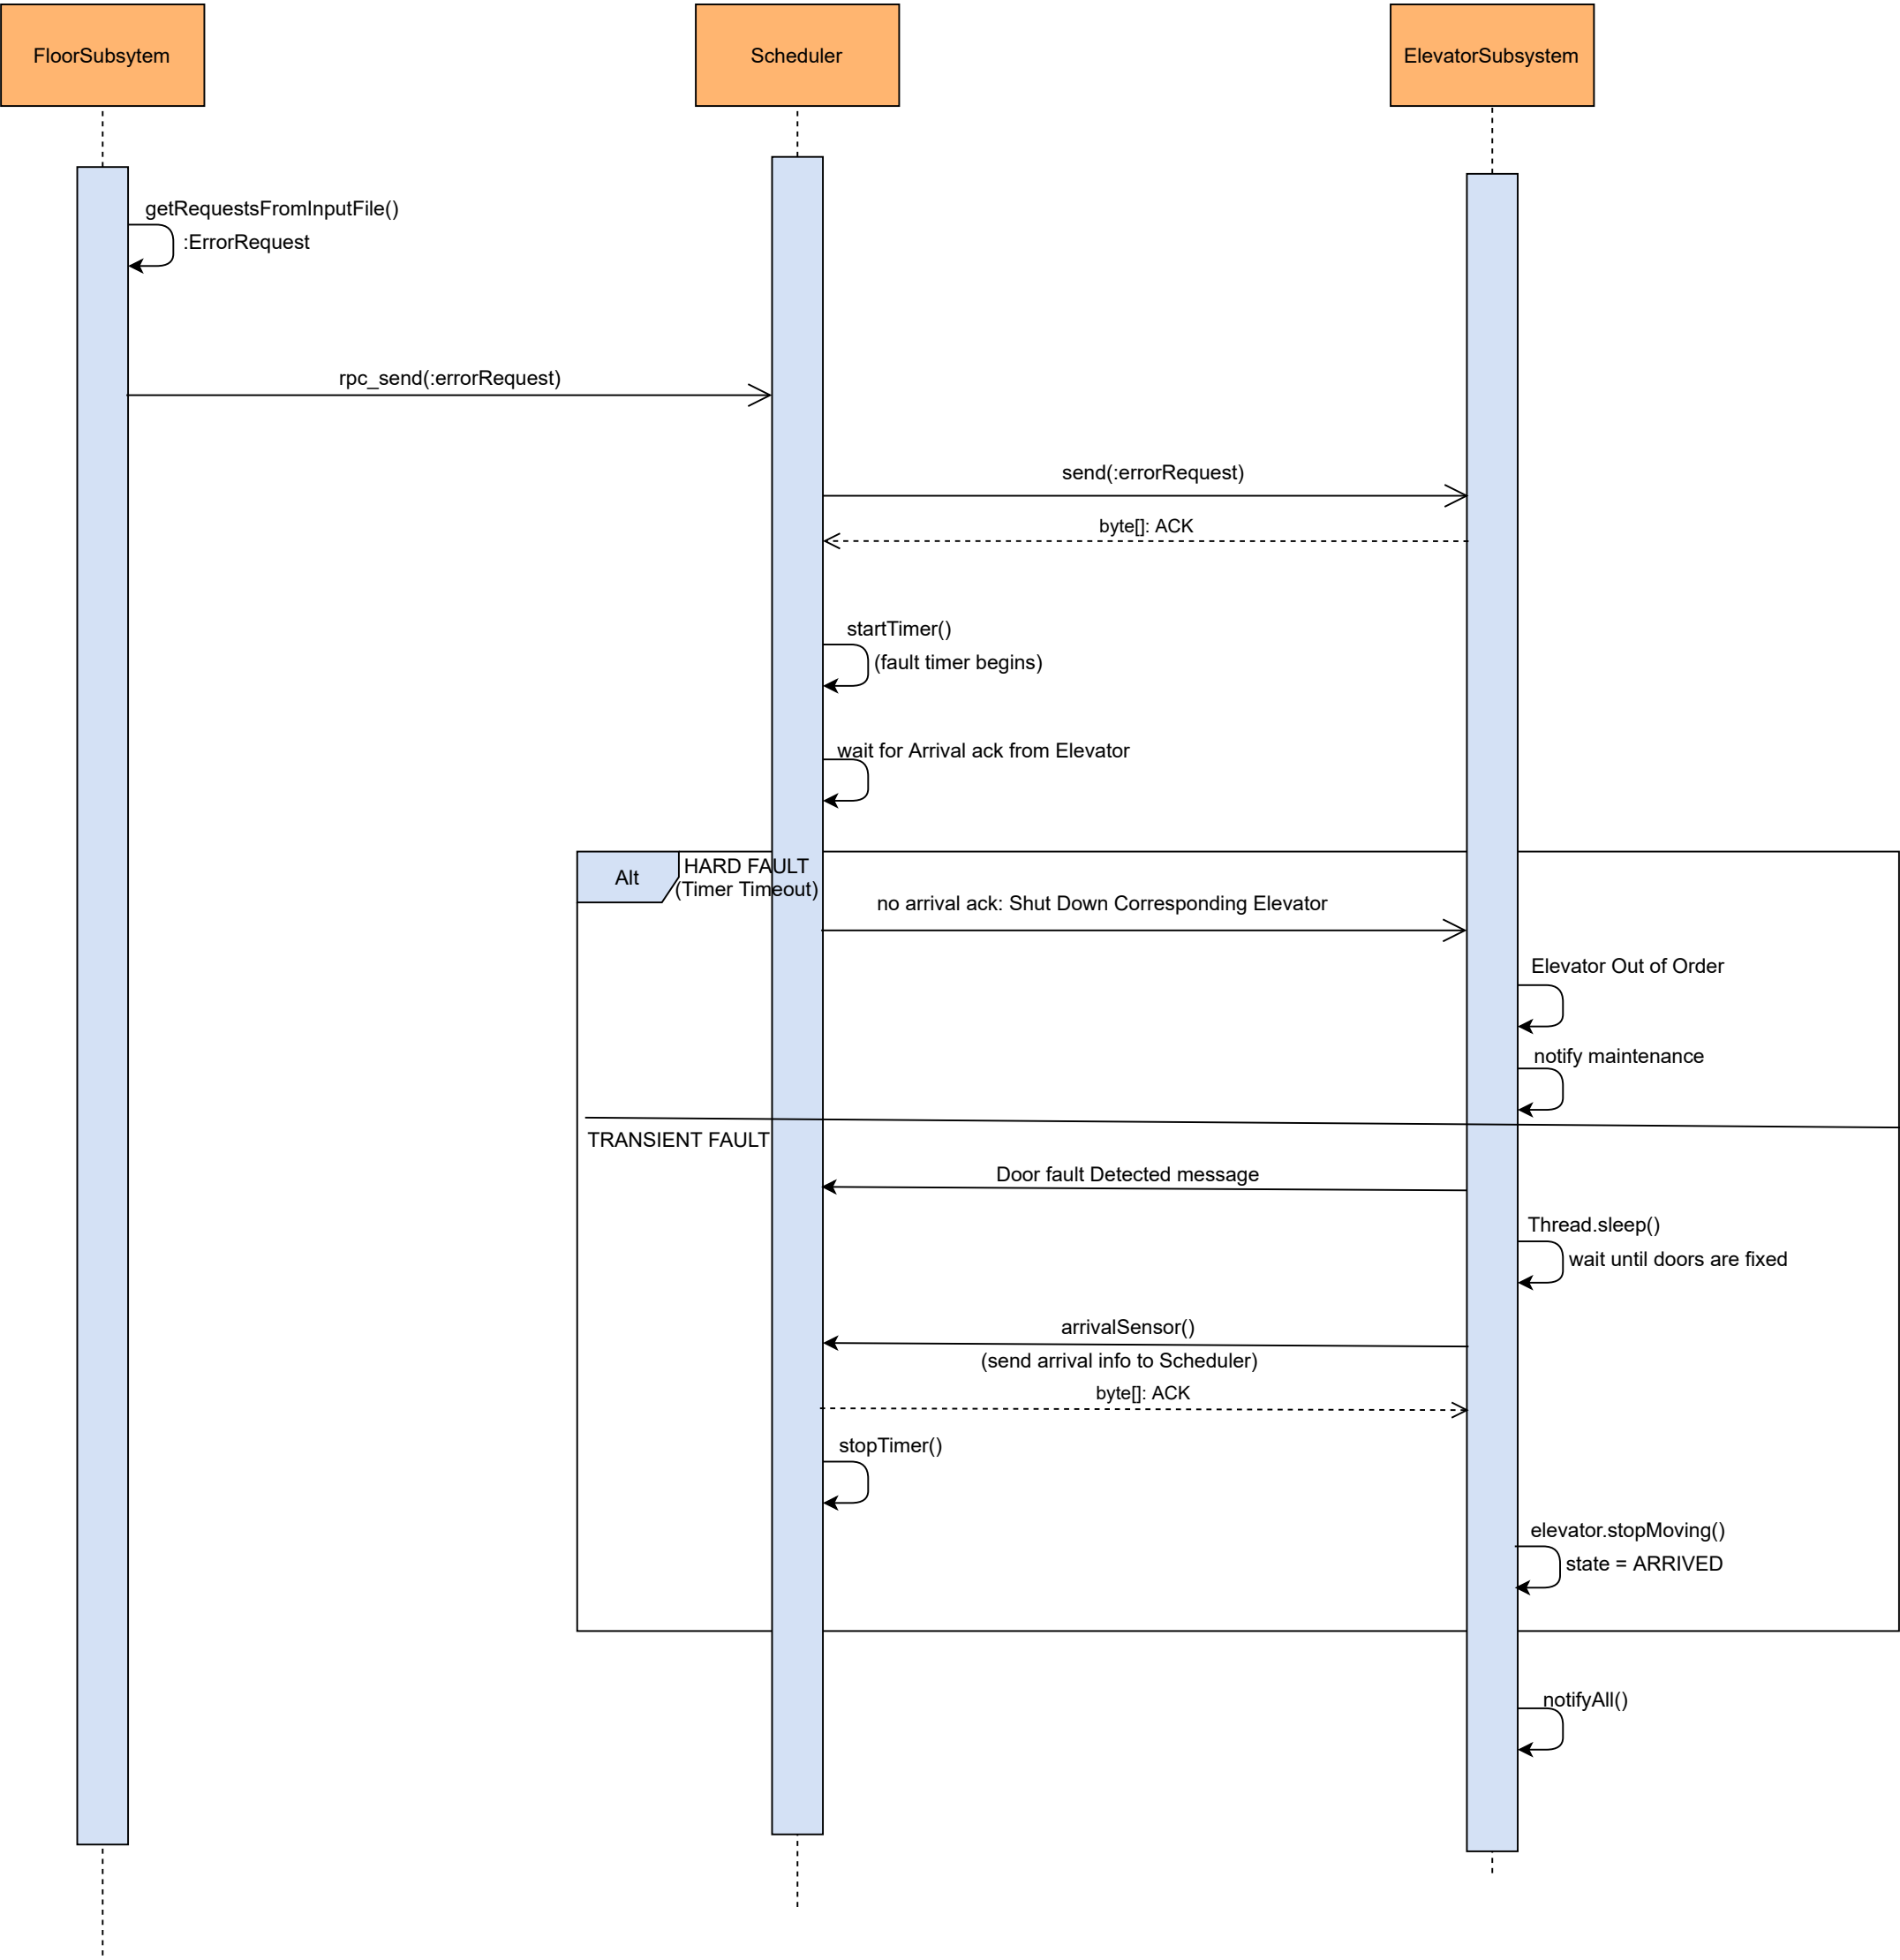 FloorSubsytem
Scheduler
ElevatorSubsystem
getRequestsFromInputFile()
:ErrorRequest
rpc_send(:errorRequest)
send(:errorRequest)
byte[]: ACK
startTimer()
(fault timer begins)
wait for Arrival ack from Elevator
Alt
HARD FAULT
(Timer Timeout)
no arrival ack: Shut Down Corresponding Elevator
Elevator Out of Order
notify maintenance
TRANSIENT FAULT
Door fault Detected message
Thread.sleep()
wait until doors are fixed
arrivalSensor()
(send arrival info to Scheduler)
byte[]: ACK
stopTimer()
elevator.stopMoving()
state = ARRIVED
notifyAll()